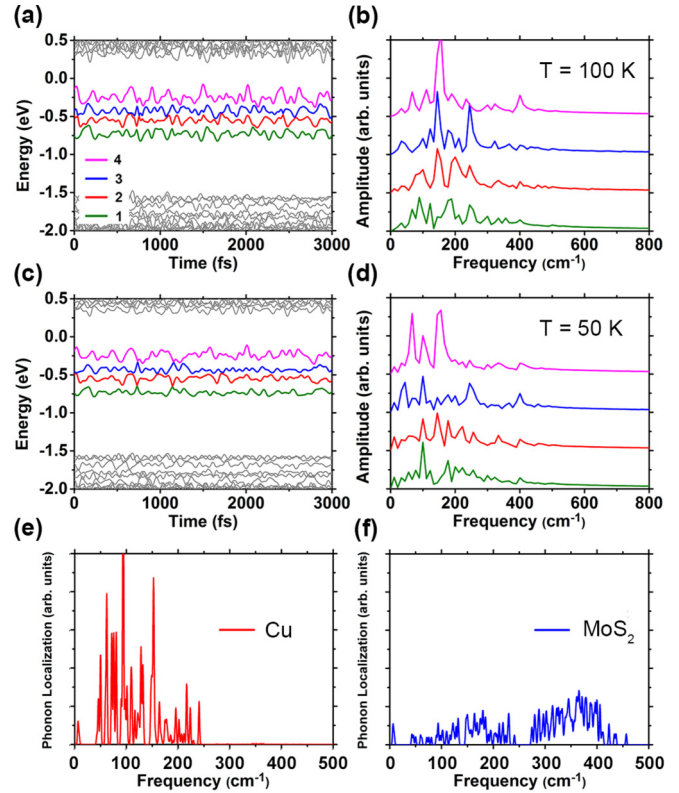 (a)
0.5
0.0
-0.5
-1.0
-1.5
-2.0
Energy (eV)
4
3
2
1
0 1000 2000 3000
Time (fs)
(b)
T = 100 K
Amplitude (arb. units)
0 200 400 600 800
Frequency (cm⁻¹)
(c)
0.5
0.0
-0.5
-1.0
-1.5
-2.0
Energy (eV)
0 1000 2000 3000
Time (fs)
(d)
T = 50 K
Amplitude (arb. units)
0 200 400 600 800
Frequency (cm⁻¹)
(e)
Cu
Phonon Localization (arb. units)
0 100 200 300 400 500
Frequency (cm⁻¹)
(f)
MoS₂
Phonon Localization (arb. units)
0 100 200 300 400 500
Frequency (cm⁻¹)